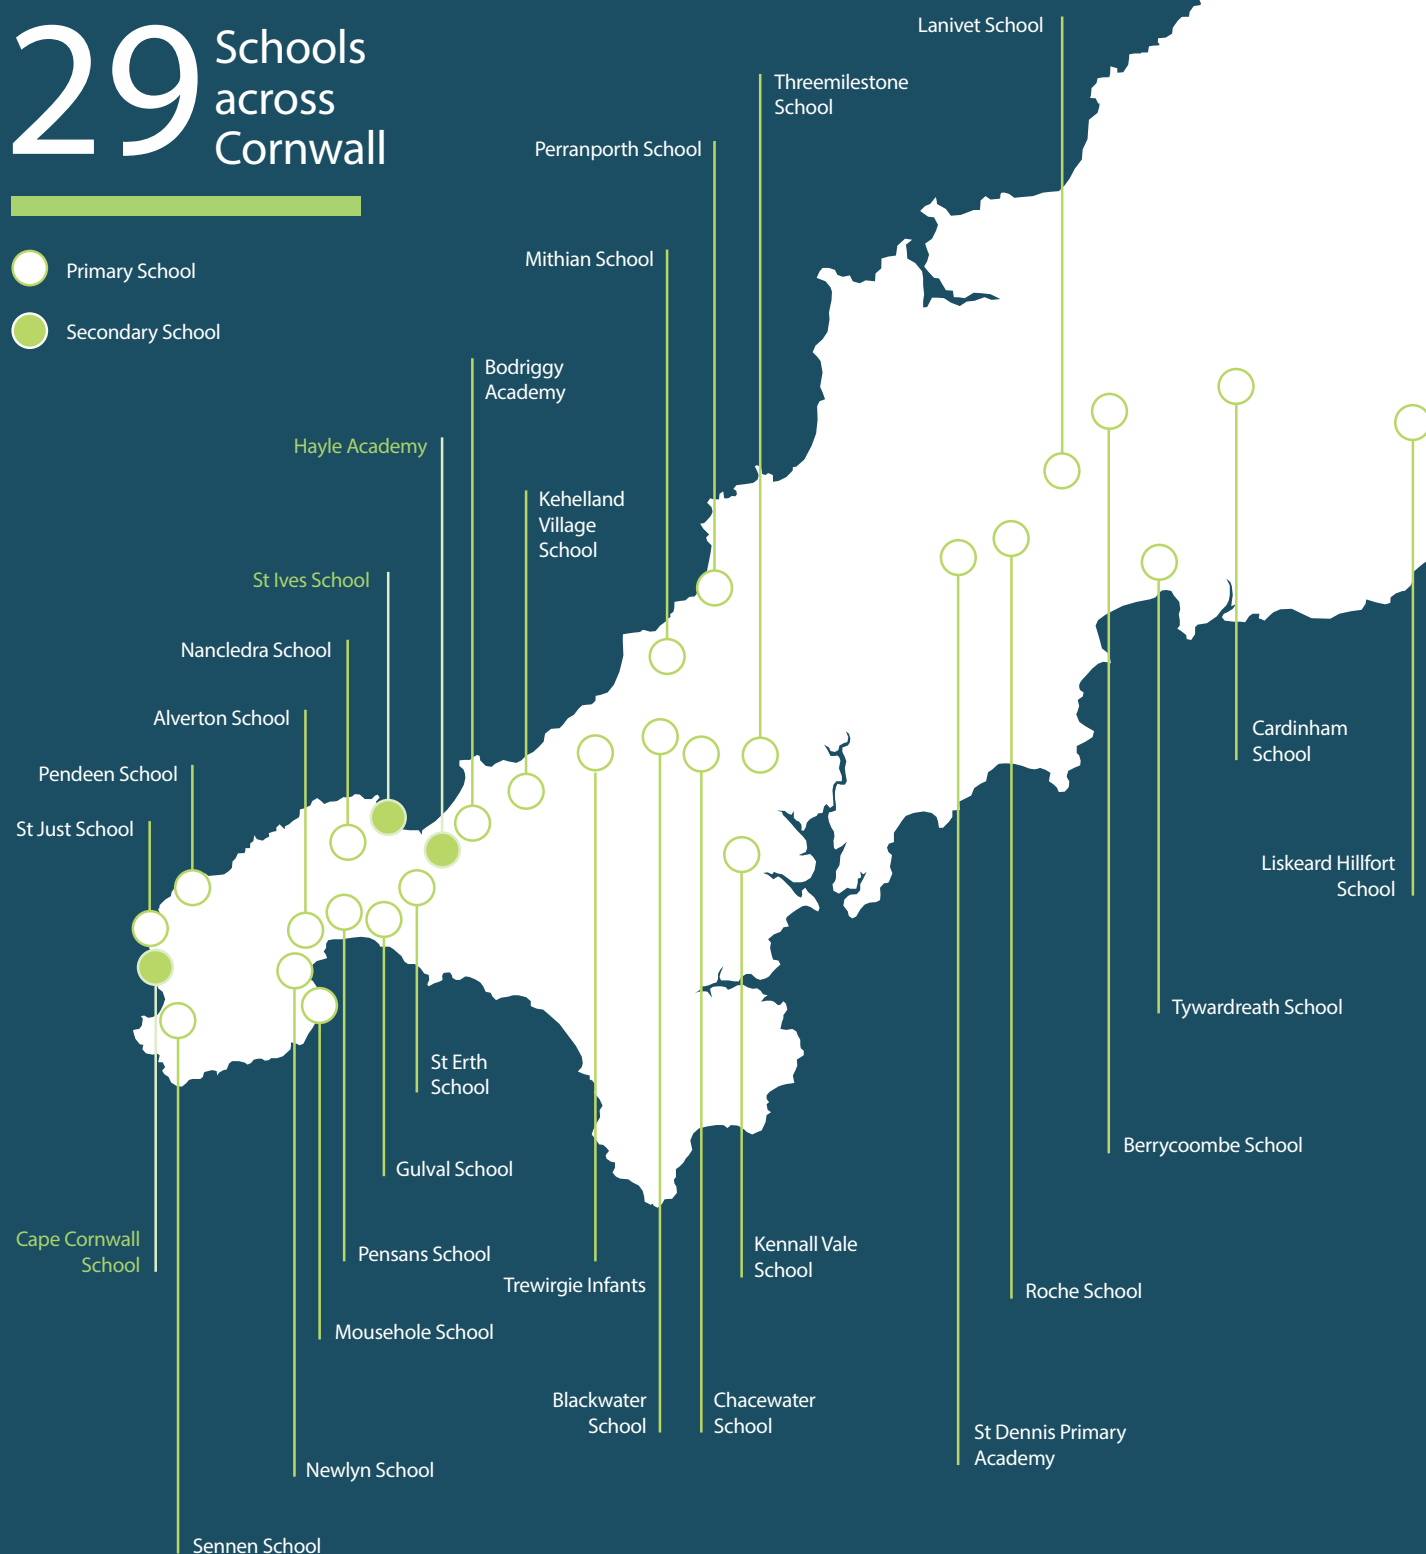 29
Schools
across
Cornwall
Primary School
Secondary School
Lanivet School
Threemilestone
School
Perranporth School
Mithian School
Bodriggy
Academy
Hayle Academy
Kehelland
Village
School
St Ives School
Nancledra School
Alverton School
Pendeen School
St Just School
Cardinham
School
Liskeard Hillfort
School
Tywardreath School
St Erth
School
Berrycoombe School
Gulval School
Cape Cornwall
School
Pensans School
Trewirgie Infants
Kennall Vale
School
Roche School
Mousehole School
Blackwater
School
Chacewater
School
St Dennis Primary
Academy
Newlyn School
Sennen School